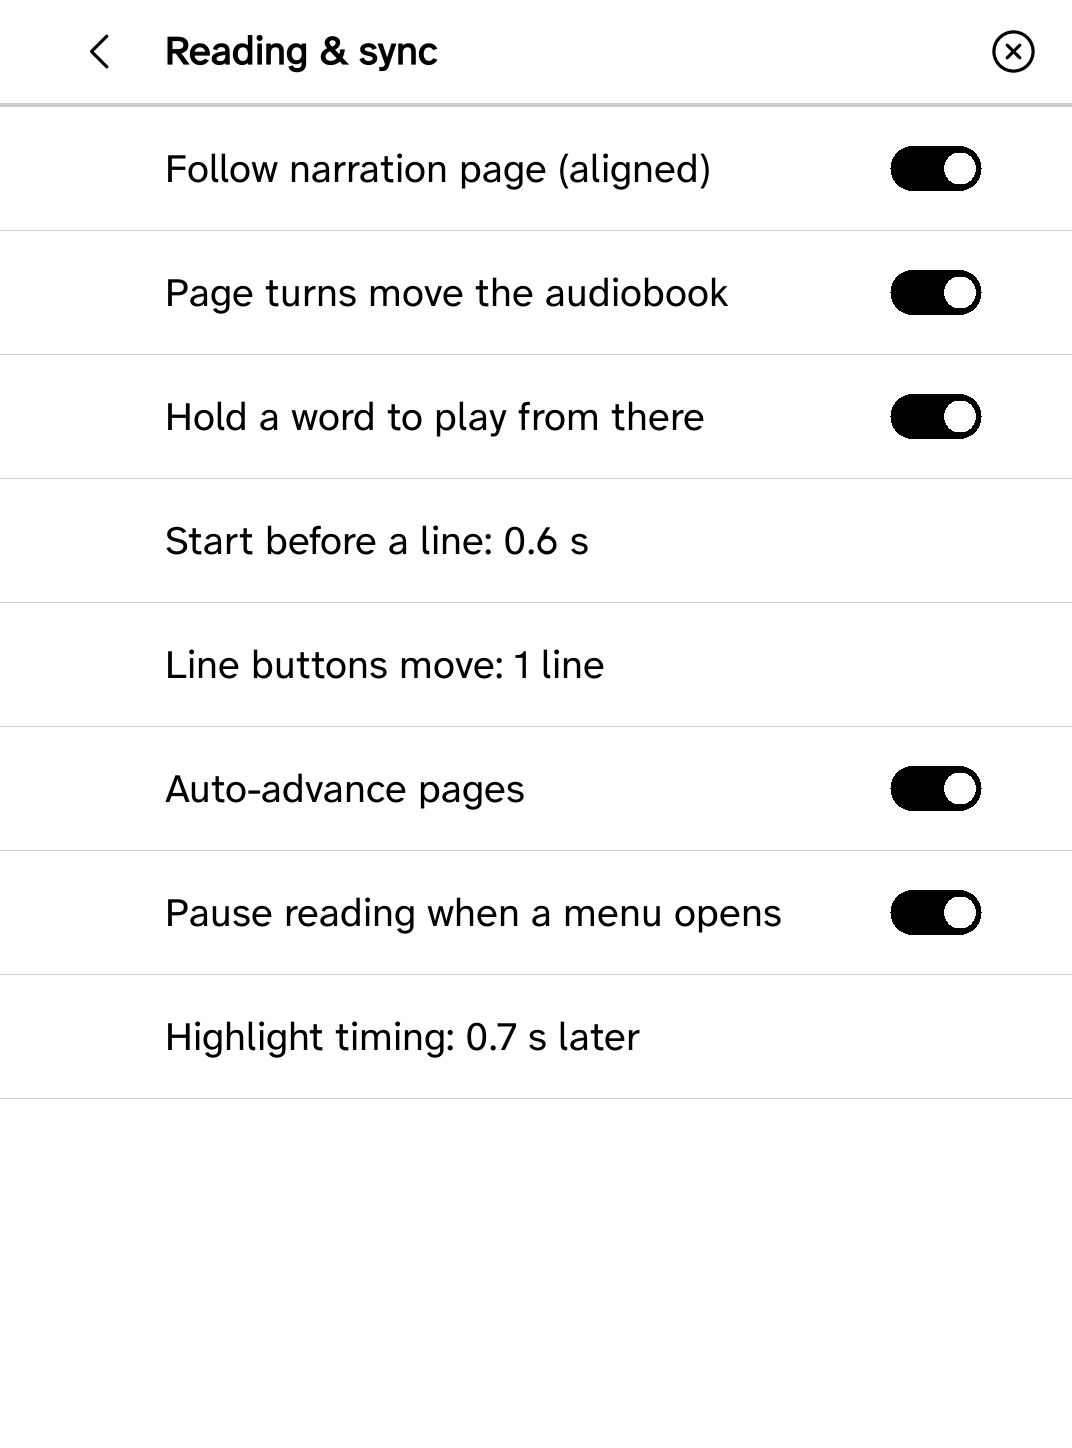 Reading & sync
Follow narration page (aligned)
Page turns move the audiobook
Hold a word to play from there
Start before a line: 0.6 s
Line buttons move: 1 line
Auto-advance pages
Pause reading when a menu opens
Highlight timing: 0.7 s later